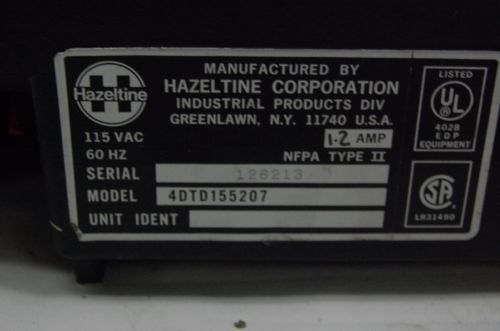 Hazeltine
MANUFACTURED BY
HAZELTINE CORPORATION
INDUSTRIAL PRODUCTS DIV
GREENLAWN, N.Y. 11740 U.S.A.
115 VAC
1.2 AMP
60 HZ
NFPA TYPE II
SERIAL 126213
MODEL 4DTD155207
UNIT IDENT
LISTED
UL
®
402B
EDP
EQUIPMENT
SA
LR31490